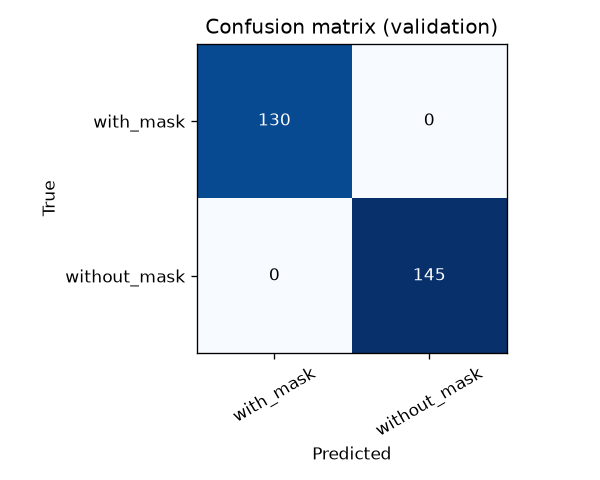 Confusion matrix (validation)
True
with_mask
130
0
without_mask
0
145
with_mask
without_mask
Predicted